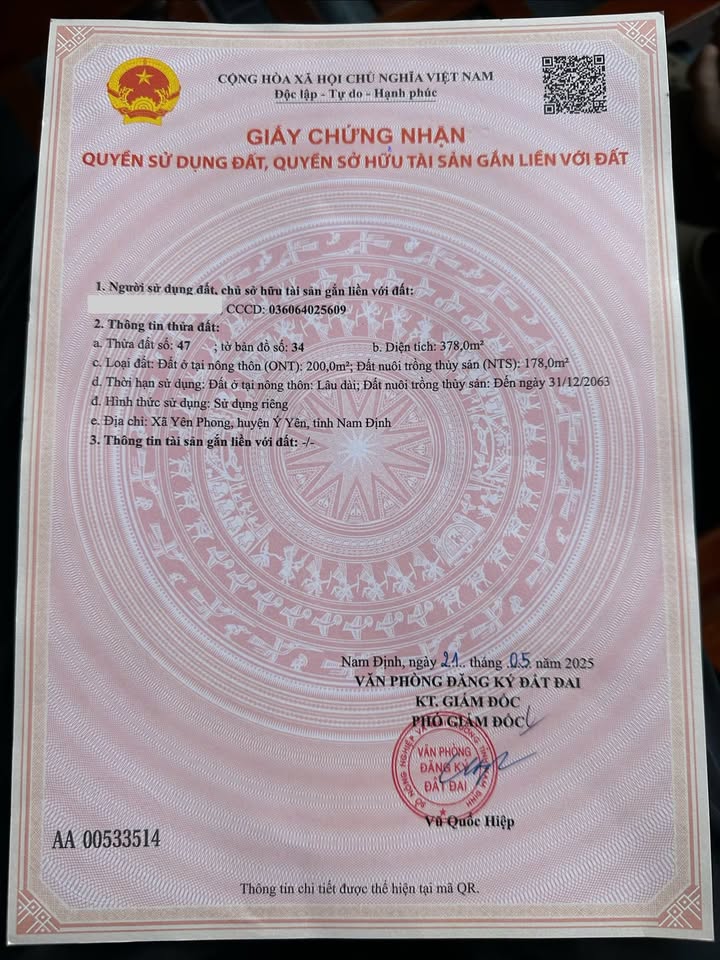 CỘNG HÒA XÃ HỘI CHỦ NGHĨA VIỆT NAM
Độc lập - Tự do - Hạnh phúc
GIẤY CHỨNG NHẬN
QUYỀN SỬ DỤNG ĐẤT, QUYỀN SỞ HỮU TÀI SẢN GẮN LIỀN VỚI ĐẤT
1. Người sử dụng đất, chủ sở hữu tài sản gắn liền với đất:
CCCD: 036064025609
2. Thông tin thửa đất:
a. Thửa đất số: 47 ; tờ bản đồ số: 34 b. Diện tích: 378,0m²
c. Loại đất: Đất ở tại nông thôn (ONT): 200,0m²; Đất nuôi trồng thủy sản (NTS): 178,0m²
d. Thời hạn sử dụng: Đất ở tại nông thôn: Lâu dài; Đất nuôi trồng thủy sản: Đến ngày 31/12/2063
đ. Hình thức sử dụng: Sử dụng riêng
e. Địa chỉ: Xã Yên Phong, huyện Ý Yên, tỉnh Nam Định
3. Thông tin tài sản gắn liền với đất: -/-
Nam Định, ngày 21.. tháng .05. năm 2025
VĂN PHÒNG ĐĂNG KÝ ĐẤT ĐAI
KT. GIÁM ĐỐC
PHÓ GIÁM ĐỐC
VĂN PHÒNG
ĐĂNG KÝ
ĐẤT ĐAI
Vũ Quốc Hiệp
AA 00533514
Thông tin chi tiết được thể hiện tại mã QR.